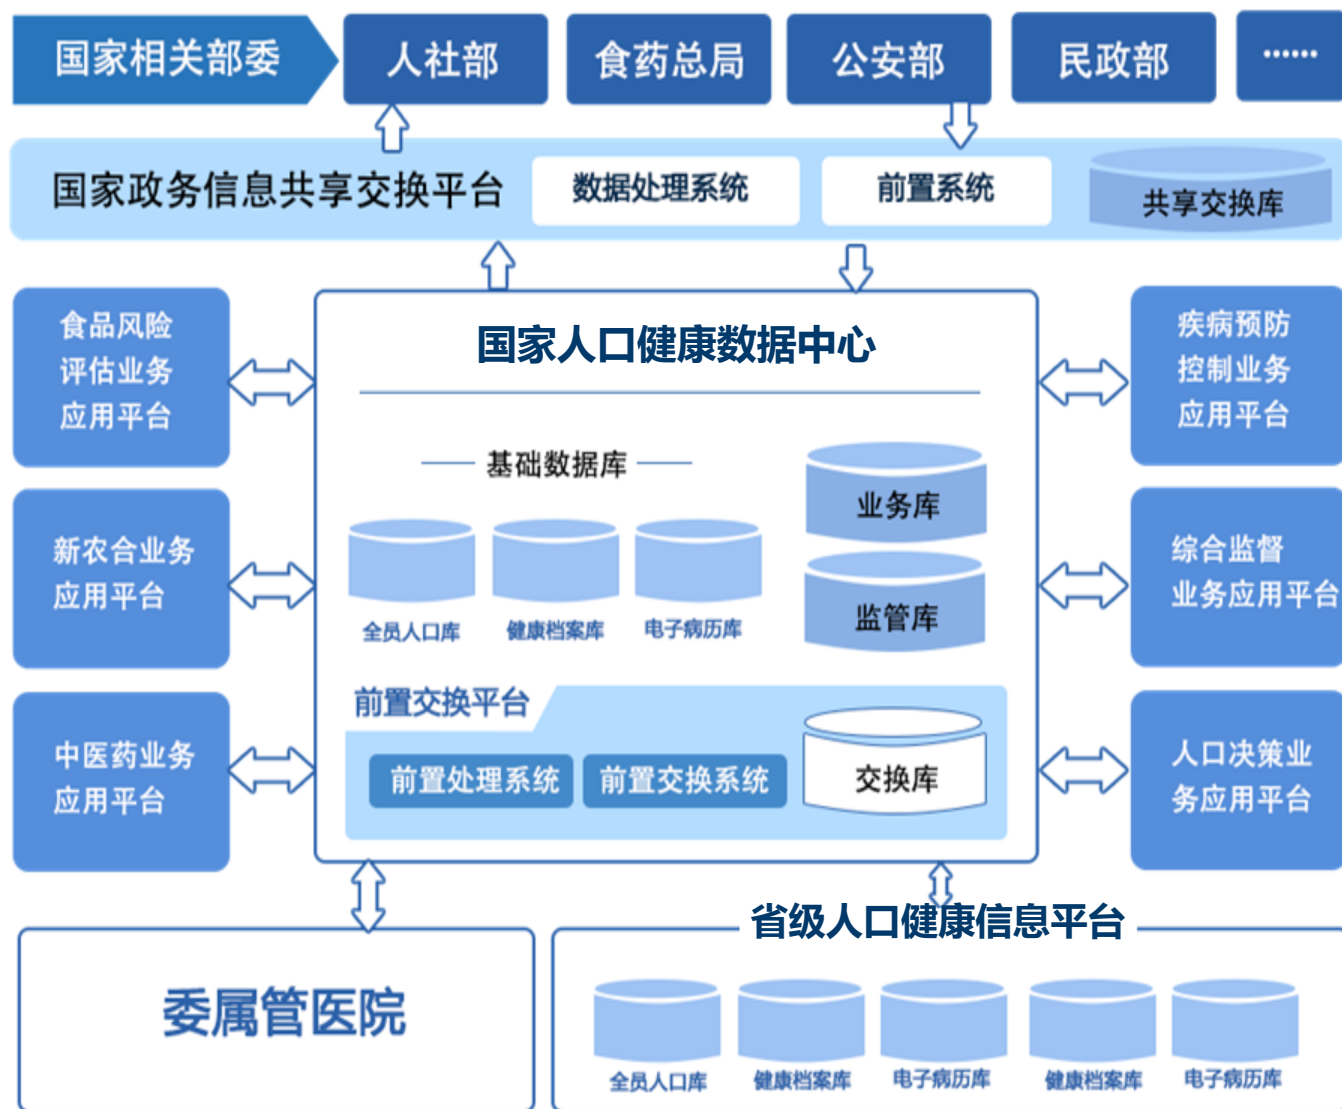 国家相关部委
人社部
食药总局
公安部
民政部
······
国家政务信息共享交换平台
数据处理系统
前置系统
共享交换库
食品风险
评估业务
应用平台
新农合业务
应用平台
中医药业务
应用平台
国家人口健康数据中心
基础数据库
全员人口库
健康档案库
电子病历库
业务库
监管库
前置交换平台
前置处理系统
前置交换系统
交换库
疾病预防
控制业务
应用平台
综合监督
业务应用平台
人口决策业
务应用平台
委属管医院
省级人口健康信息平台
全员人口库
健康档案库
电子病历库
健康档案库
电子病历库